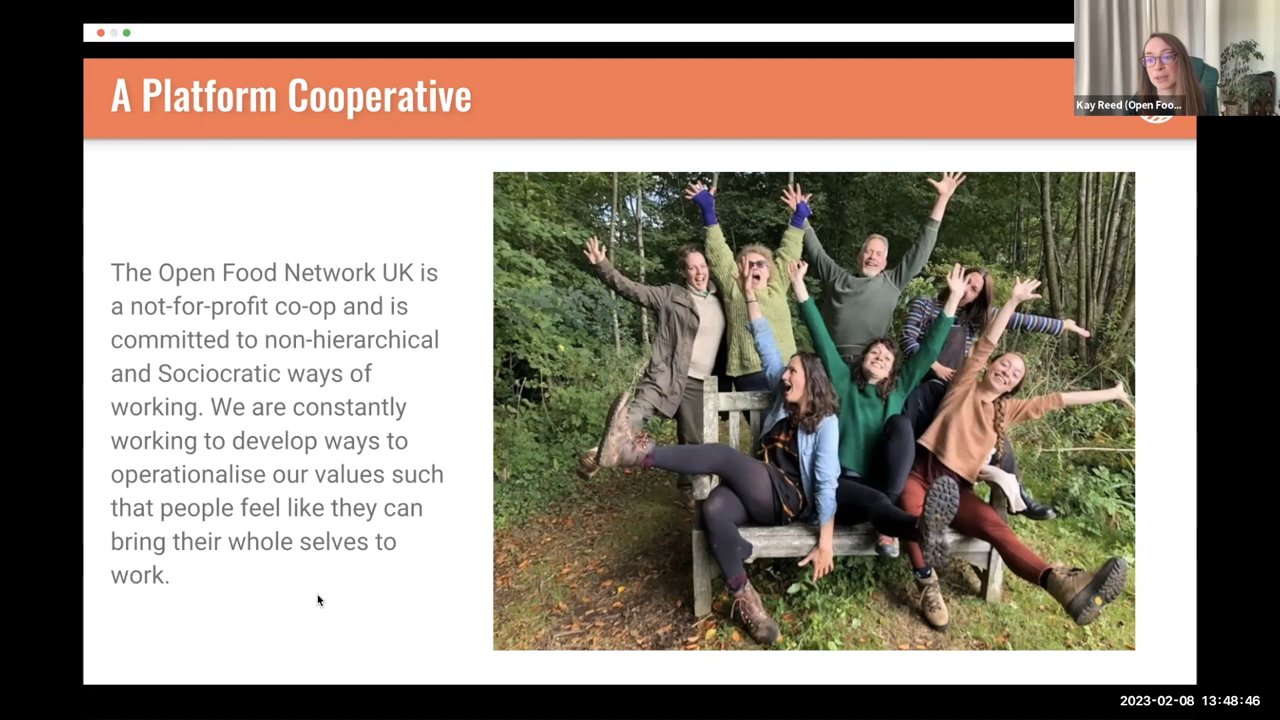 A Platform Cooperative
Kay Reed (Open Foo...
The Open Food Network UK is
a not-for-profit co-op and is
committed to non-hierarchical
and Sociocratic ways of
working. We are constantly
working to develop ways to
operationalise our values such
that people feel like they can
bring their whole selves to
work.
2023-02-08 13:48:46